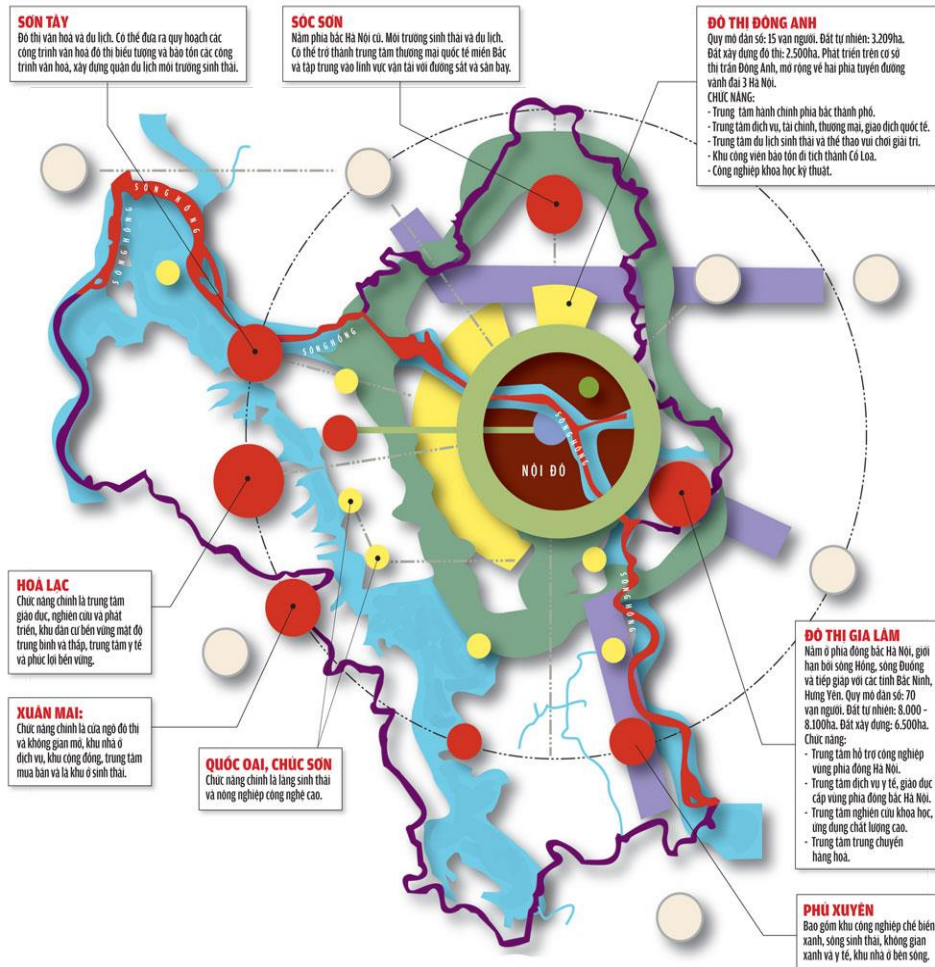 SƠN TÂY
Đô thị văn hoá và du lịch. Có thể đưa ra quy hoạch các
công trình văn hoá đô thị biểu tượng và bảo tồn các công
trình văn hoá, xây dựng quận du lịch môi trường sinh thái.
SÓC SƠN
Nằm phía bắc Hà Nội cũ. Môi trường sinh thái và du lịch.
Có thể trở thành trung tâm thương mại quốc tế miền Bắc
và tập trung vào lĩnh vực vận tải với đường sắt và sân bay.
ĐÔ THỊ ĐÔNG ANH
Quy mô dân số: 15 vạn người. Đất tự nhiên: 3.209ha.
Đất xây dựng đô thị: 2.500ha. Phát triển trên cơ sở
thị trấn Đông Anh, mở rộng về hai phía tuyến đường
vành đai 3 Hà Nội.
CHỨC NĂNG:
- Trung tâm hành chính phía bắc thành phố.
- Trung tâm dịch vụ, tài chính, thương mại, giao dịch quốc tế.
- Trung tâm du lịch sinh thái và thể thao vui chơi giải trí.
- Khu công viên bảo tồn di tích thành Cổ Loa.
- Công nghiệp khoa học kỹ thuật.
SÔNG HỒNG
SÔNG HỒNG
SÔNG HỒNG
SÔNG HỒNG
NỘI ĐÔ
SÔNG HỒNG
HOÀ LẠC
Chức năng chính là trung tâm
giáo dục, nghiên cứu và phát
triển, khu dân cư bền vững mật độ
trung bình và thấp, trung tâm y tế
và phúc lợi bền vững.
XUÂN MAI:
Chức năng chính là cửa ngõ đô thị
và không gian mở, khu nhà ở
dịch vụ, khu cộng đồng, trung tâm
mua bán và là khu ở sinh thái.
QUỐC OAI, CHÚC SƠN
Chức năng chính là làng sinh thái
và nông nghiệp công nghệ cao.
ĐÔ THỊ GIA LÂM
Nằm ở phía đông bắc Hà Nội, giới
hạn bởi sông Hồng, sông Đuống
và tiếp giáp với các tỉnh Bắc Ninh,
Hưng Yên. Quy mô dân số: 70
vạn người. Đất tự nhiên: 8.000 -
8.100ha. Đất xây dựng: 6.500ha.
Chức năng:
- Trung tâm hỗ trợ công nghiệp
vùng phía đông Hà Nội.
- Trung tâm dịch vụ y tế, giáo dục
cấp vùng phía đông bắc Hà Nội.
- Trung tâm nghiên cứu khoa học,
ứng dụng chất lượng cao.
- Trung tâm trung chuyển
hàng hoá.
PHÚ XUYÊN
Bao gồm khu công nghiệp chế biến
xanh, sông sinh thái, không gian
xanh và y tế, khu nhà ở bên sông.